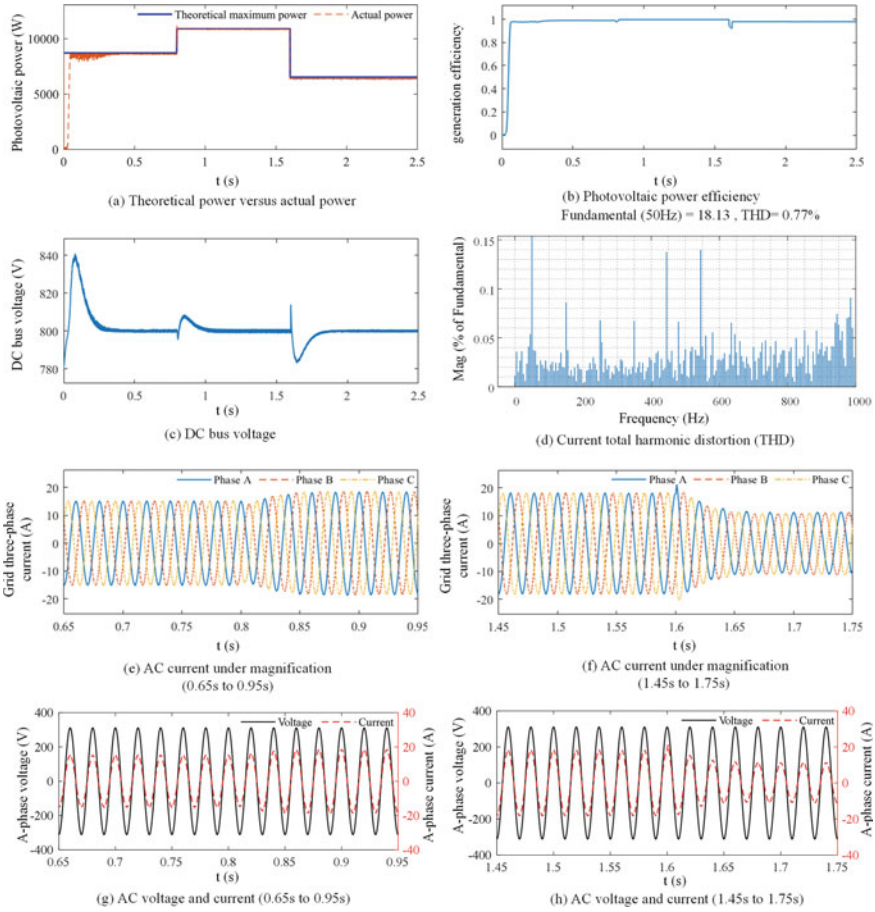 Theoretical maximum power
Actual power
Photovoltaic power (W)
10000
5000
0
0
0.5
1
1.5
2
2.5
t (s)
(a) Theoretical power versus actual power
generation efficiency
1
0.8
0.6
0.4
0.2
0
0
0.5
1
1.5
2
2.5
t (s)
(b) Photovoltaic power efficiency
Fundamental (50Hz) = 18.13 , THD= 0.77%
DC bus voltage (V)
840
820
800
780
0
0.5
1
1.5
2
2.5
t (s)
(c) DC bus voltage
Mag (% of Fundamental)
0.15
0.1
0.05
0
0
200
400
600
800
1000
Frequency (Hz)
(d) Current total harmonic distortion (THD)
Phase A
Phase B
Phase C
Grid three-phase
current (A)
20
10
0
-10
-20
0.65
0.7
0.75
0.8
0.85
0.9
0.95
t (s)
(e) AC current under magnification
(0.65s to 0.95s)
Phase A
Phase B
Phase C
Grid three-phase
current (A)
20
10
0
-10
-20
1.45
1.5
1.55
1.6
1.65
1.7
1.75
t (s)
(f) AC current under magnification
(1.45s to 1.75s)
Voltage
Current
A-phase voltage (V)
400
200
0
-200
-400
A-phase current (A)
40
20
0
-20
-40
0.65
0.7
0.75
0.8
0.85
0.9
0.95
t (s)
(g) AC voltage and current (0.65s to 0.95s)
Voltage
Current
A-phase voltage (V)
400
200
0
-200
-400
A-phase current (A)
40
20
0
-20
-40
1.45
1.5
1.55
1.6
1.65
1.7
1.75
t (s)
(h) AC voltage and current (1.45s to 1.75s)